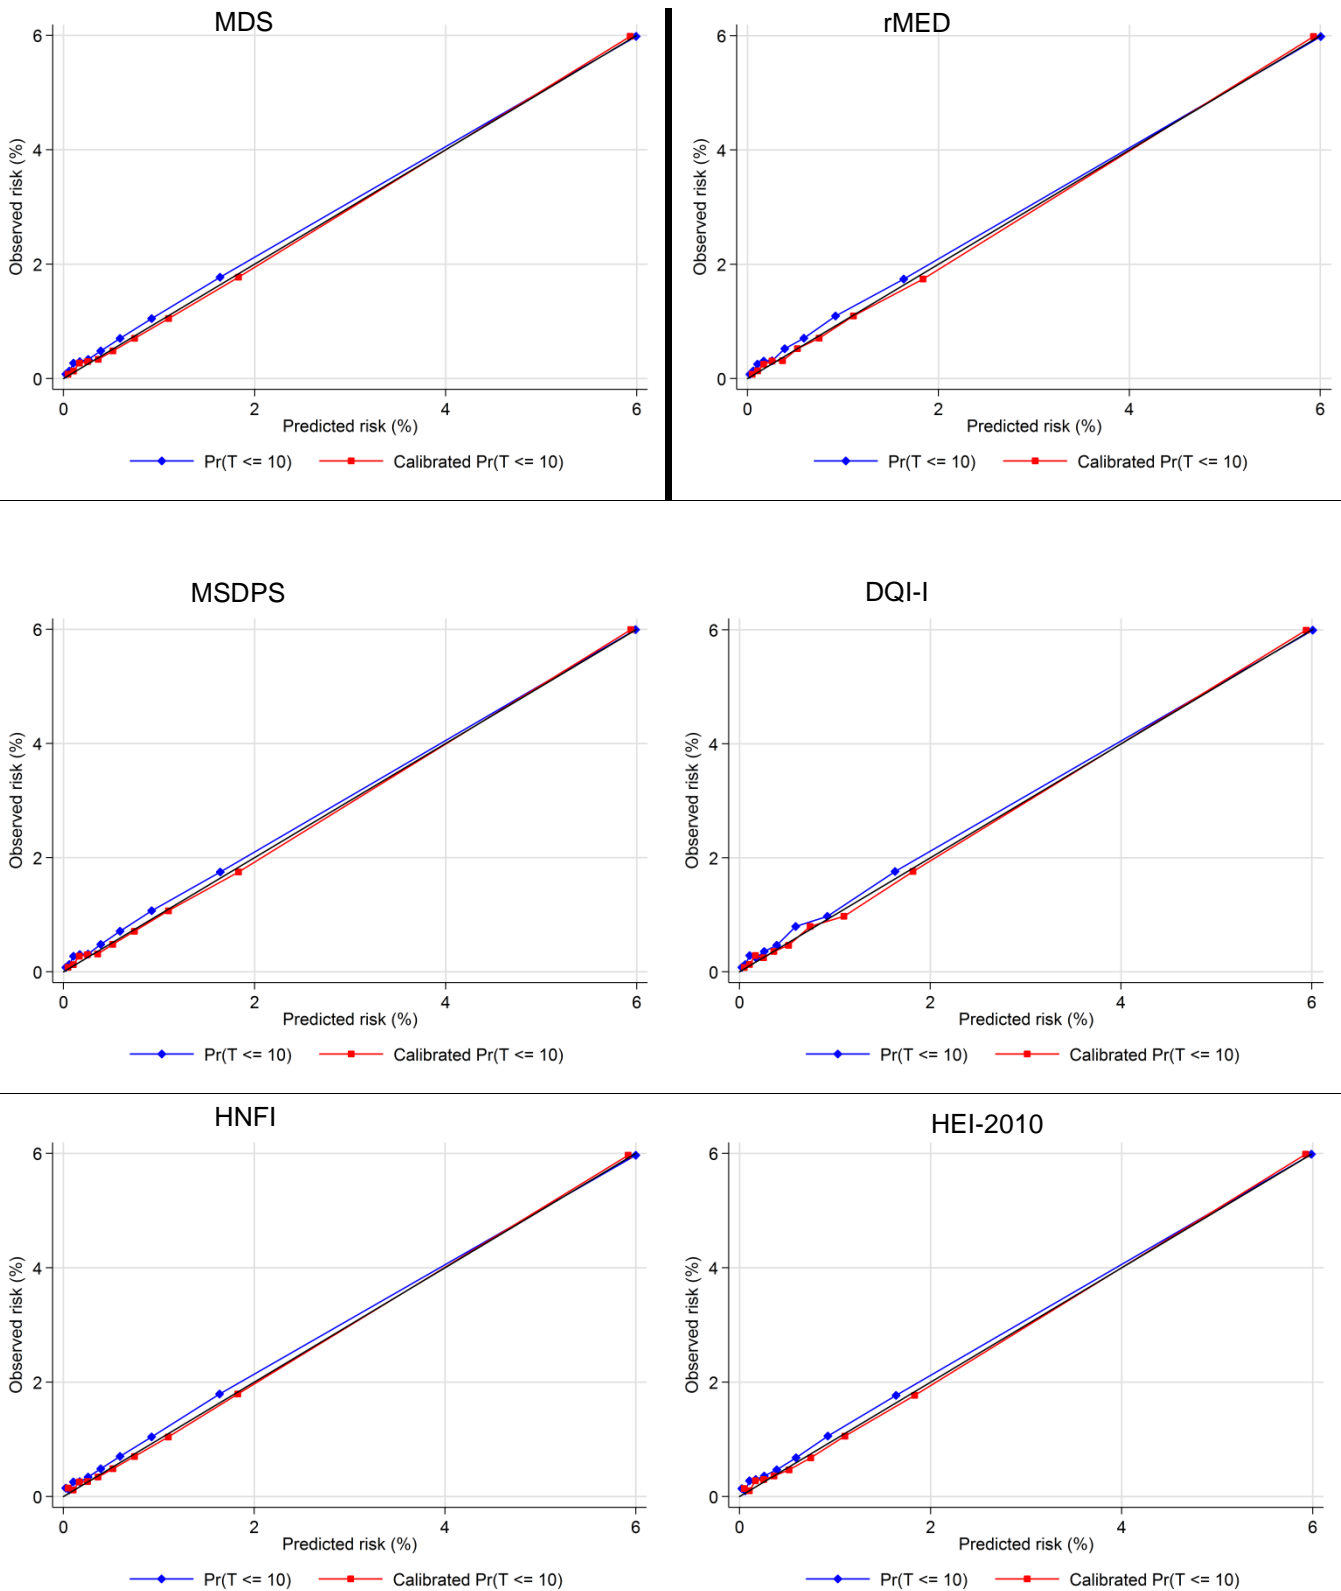 MDS
6
4
2
0
Observed risk (%)
0 2 4 6
Predicted risk (%)
Pr(T <= 10) Calibrated Pr(T <= 10)
rMED
6
4
2
0
Observed risk (%)
0 2 4 6
Predicted risk (%)
Pr(T <= 10) Calibrated Pr(T <= 10)
MSDPS
6
4
2
0
Observed risk (%)
0 2 4 6
Predicted risk (%)
Pr(T <= 10) Calibrated Pr(T <= 10)
DQI-I
6
4
2
0
Observed risk (%)
0 2 4 6
Predicted risk (%)
Pr(T <= 10) Calibrated Pr(T <= 10)
HNFI
6
4
2
0
Observed risk (%)
0 2 4 6
Predicted risk (%)
Pr(T <= 10) Calibrated Pr(T <= 10)
HEI-2010
6
4
2
0
Observed risk (%)
0 2 4 6
Predicted risk (%)
Pr(T <= 10) Calibrated Pr(T <= 10)